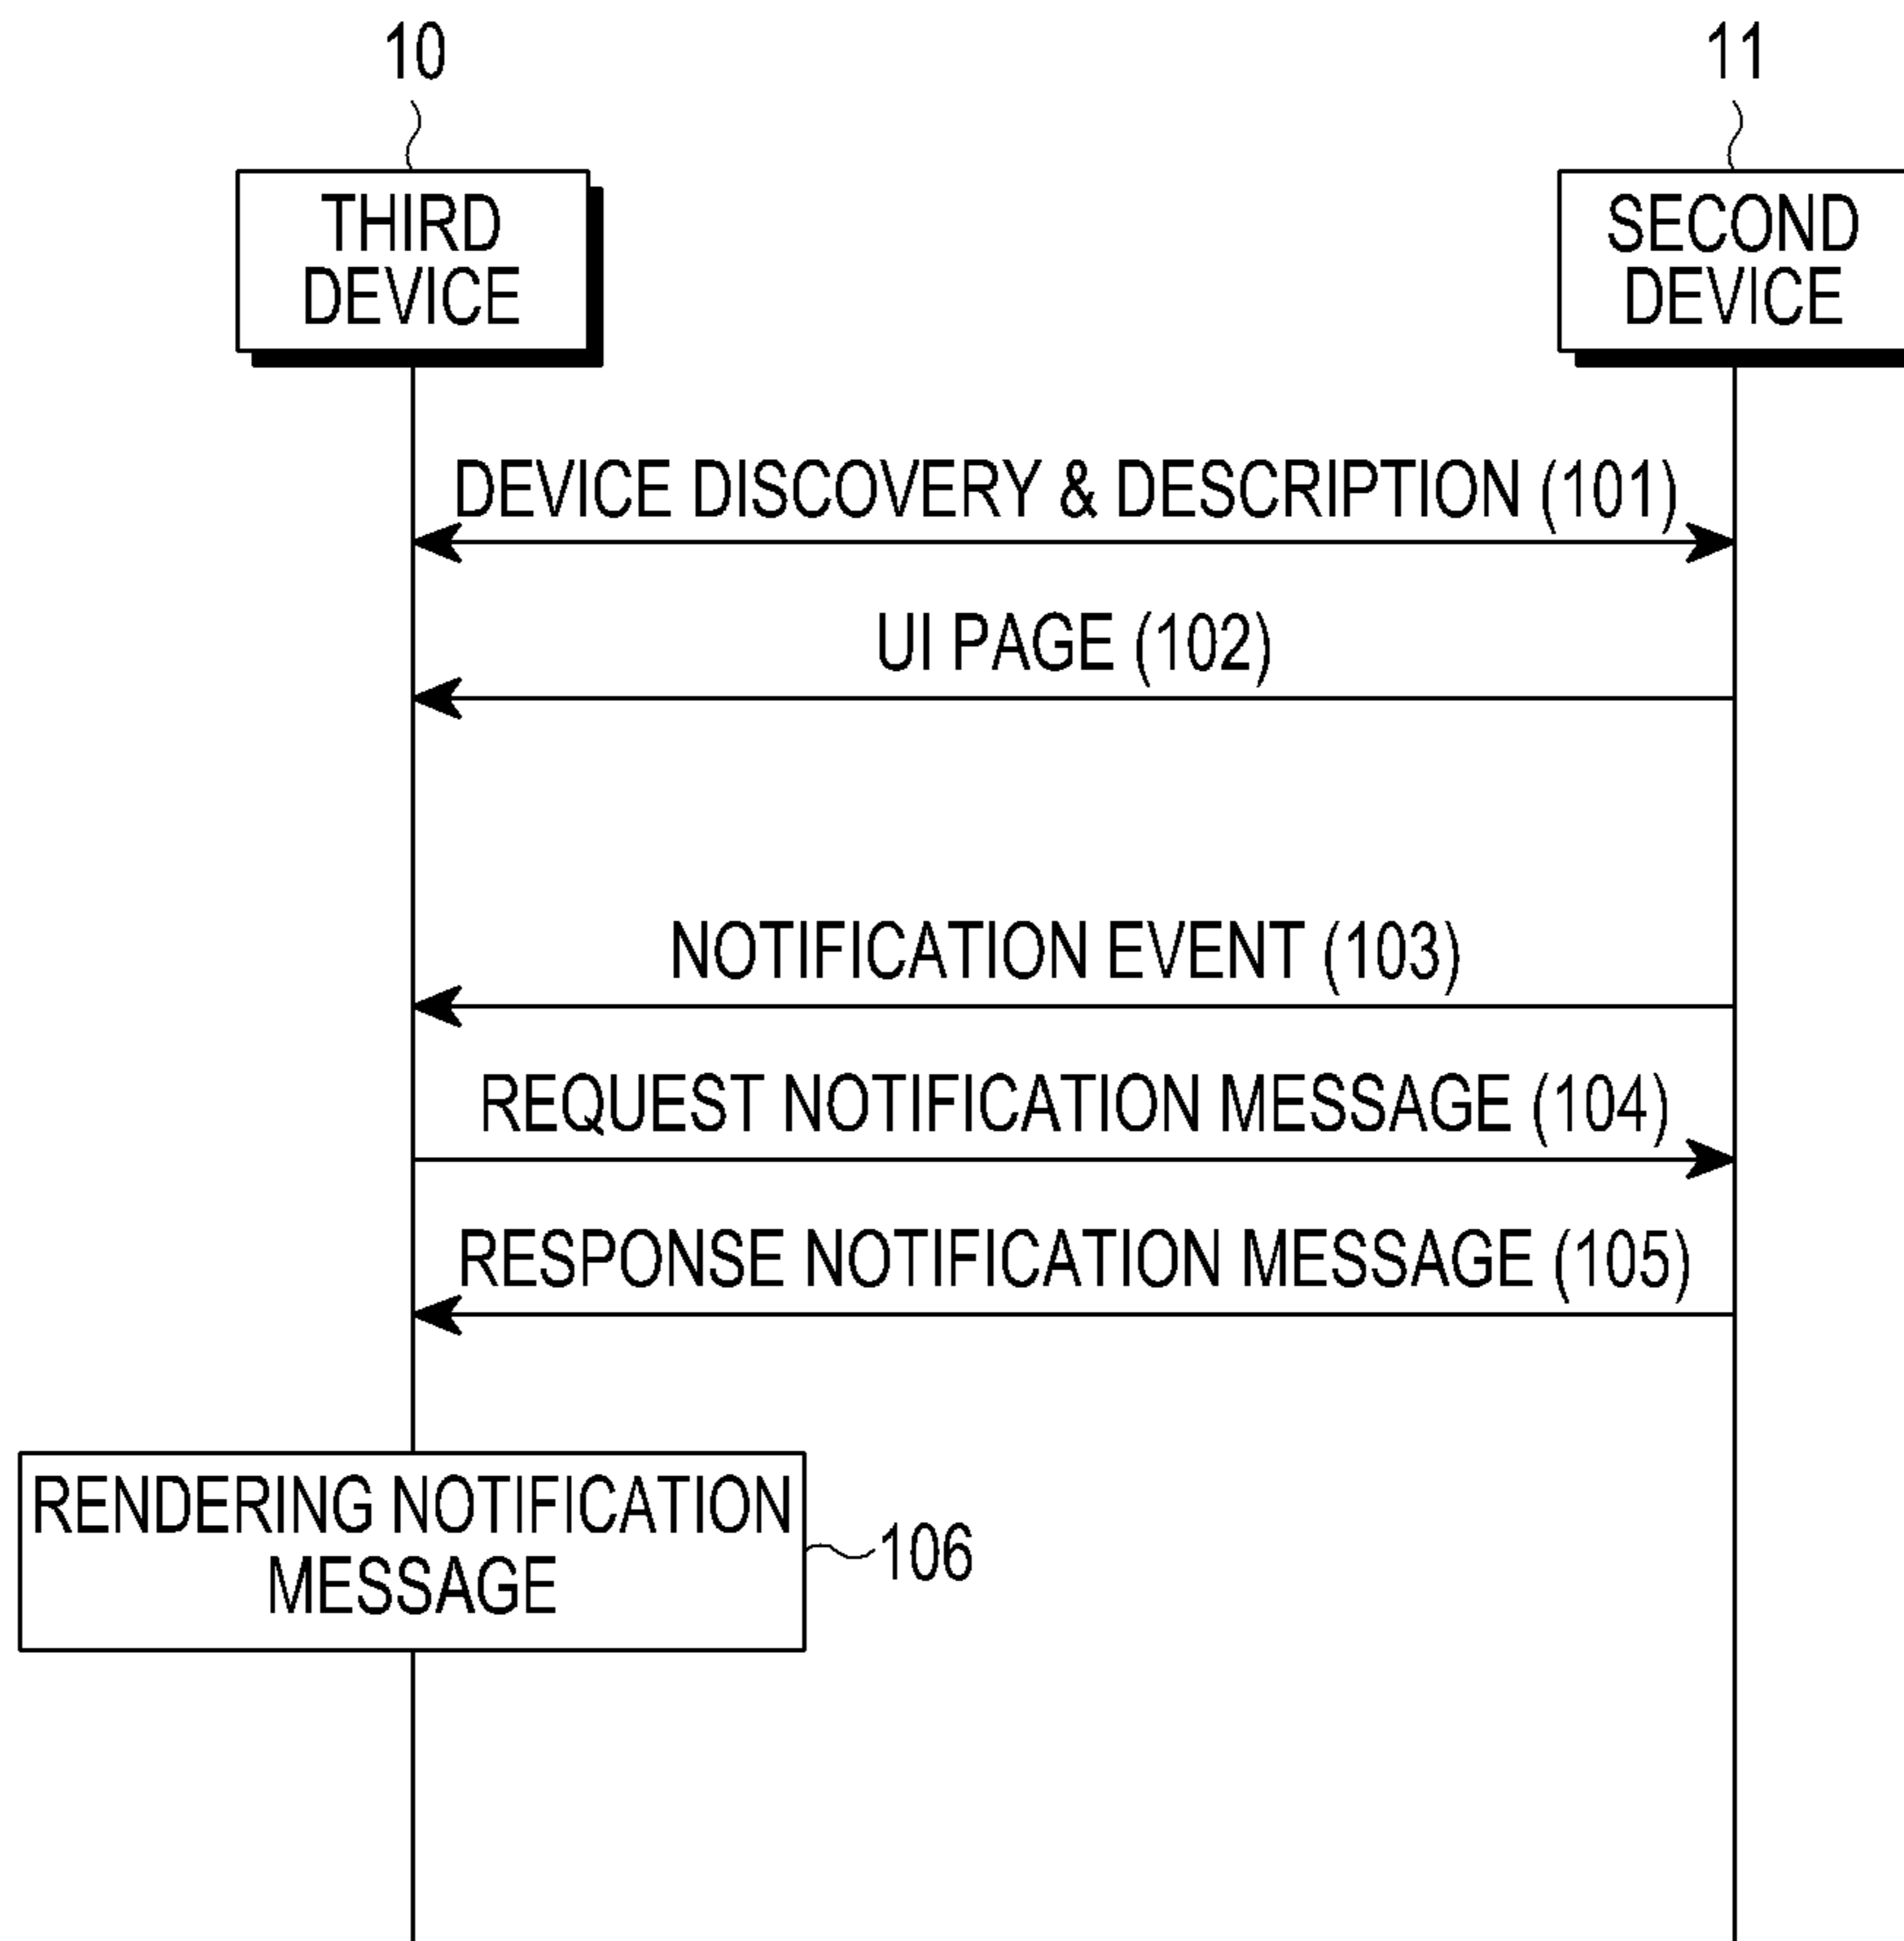 10
11
THIRD
DEVICE
SECOND
DEVICE
DEVICE DISCOVERY & DESCRIPTION (101)
UI PAGE (102)
NOTIFICATION EVENT (103)
REQUEST NOTIFICATION MESSAGE (104)
RESPONSE NOTIFICATION MESSAGE (105)
RENDERING NOTIFICATION
MESSAGE
106